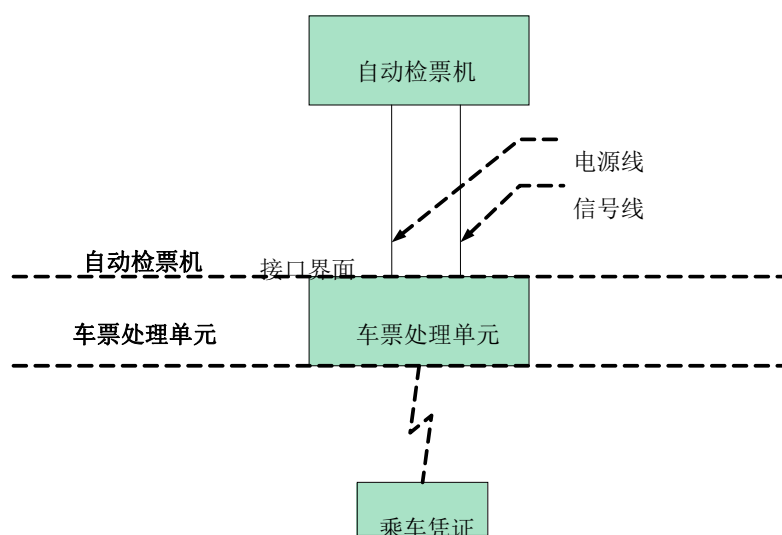 自动检票机
电源线
信号线
自动检票机
接口界面
车票处理单元
车票处理单元
乘车凭证